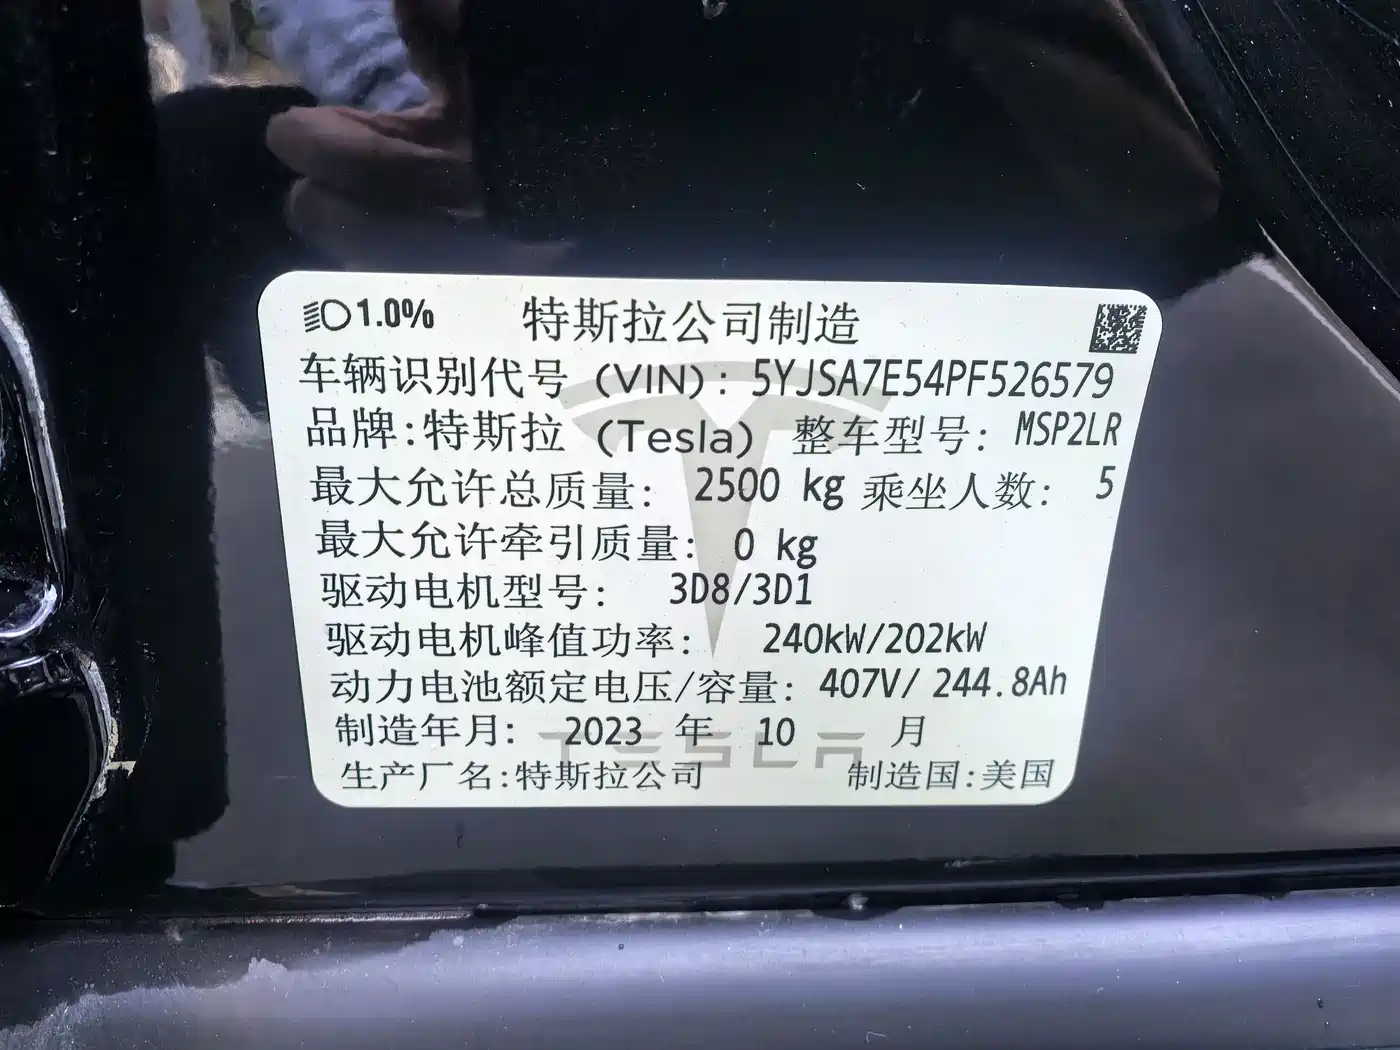 1.0% 特斯拉公司制造
车辆识别代号 (VIN): 5YJSA7E54PF526579
品牌:特斯拉 (Tesla) 整车型号: MSP2LR
最大允许总质量: 2500 kg 乘坐人数: 5
最大允许牵引质量: 0 kg
驱动电机型号: 3D8/3D1
驱动电机峰值功率: 240kW/202kW
动力电池额定电压/容量: 407V/ 244.8Ah
制造年月: 2023 年 10 月
TESLA
生产厂名:特斯拉公司 制造国:美国